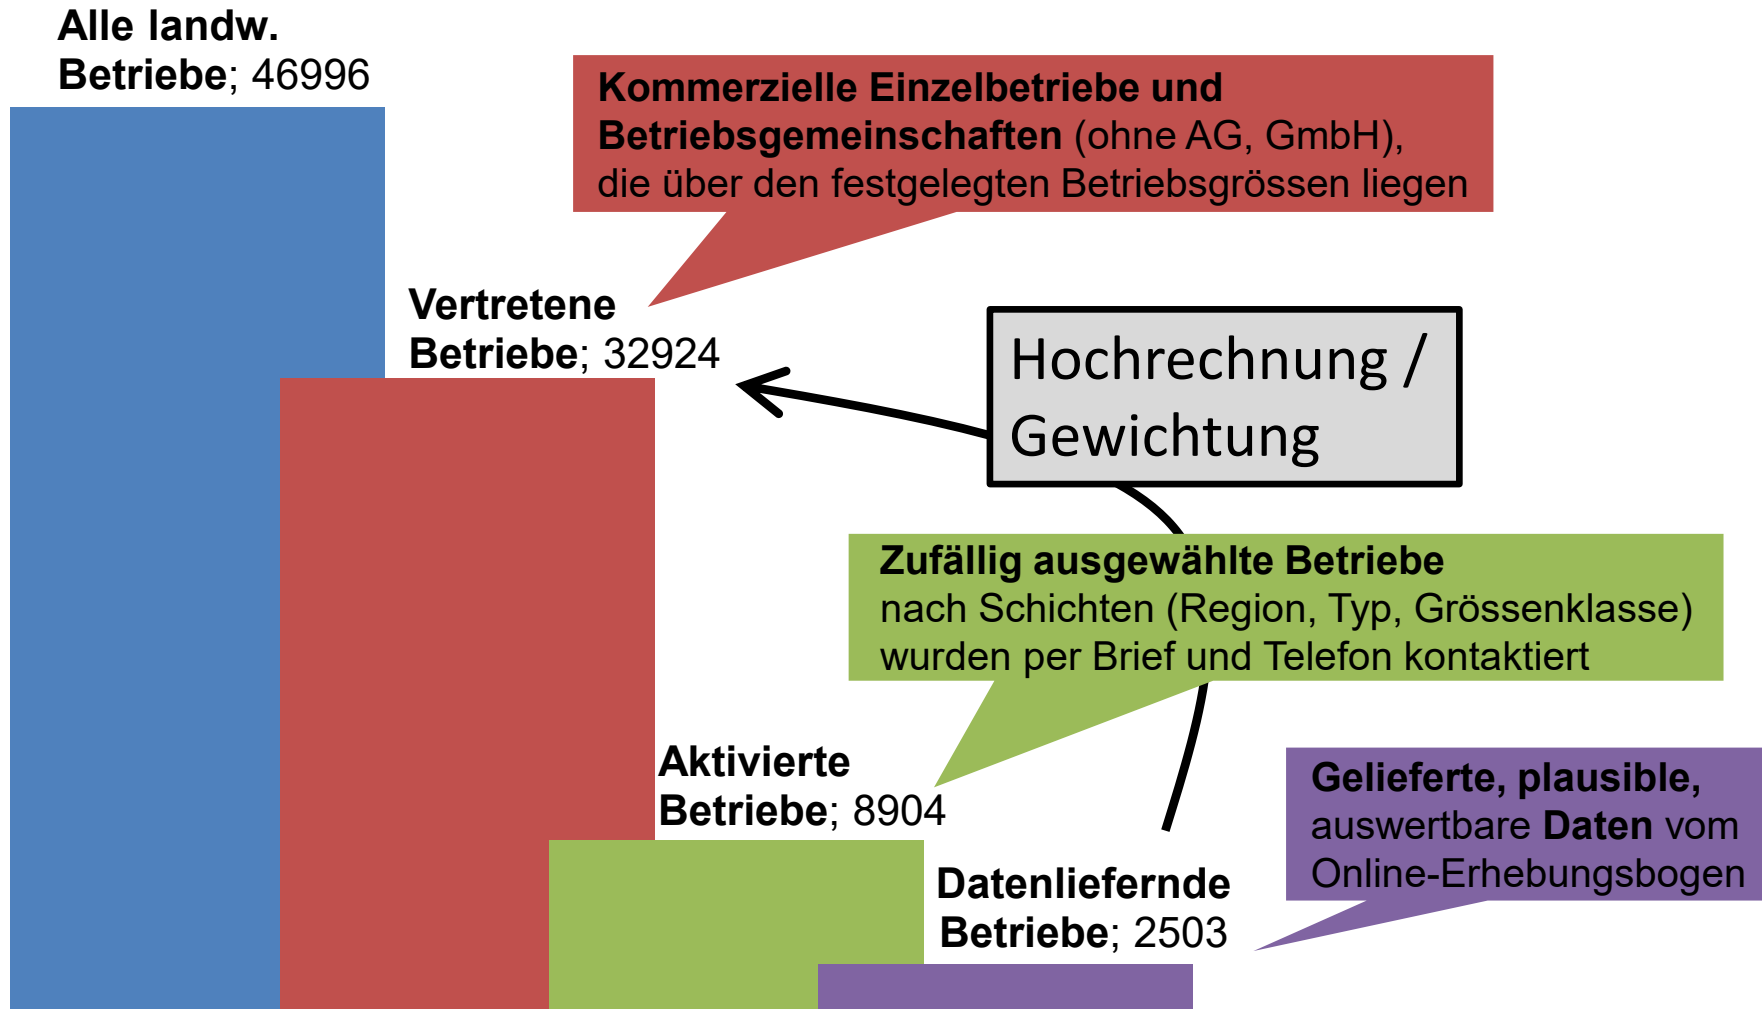 Alle landw.
Betriebe; 46996
Kommerzielle Einzelbetriebe und
Betriebsgemeinschaften (ohne AG, GmbH),
die über den festgelegten Betriebsgrössen liegen
Vertretene
Betriebe; 32924
Hochrechnung /
Gewichtung
Zufällig ausgewählte Betriebe
nach Schichten (Region, Typ, Grössenklasse)
wurden per Brief und Telefon kontaktiert
Aktivierte
Betriebe; 8904
Gelieferte, plausible,
auswertbare Daten vom
Online-Erhebungsbogen
Datenliefernde
Betriebe; 2503